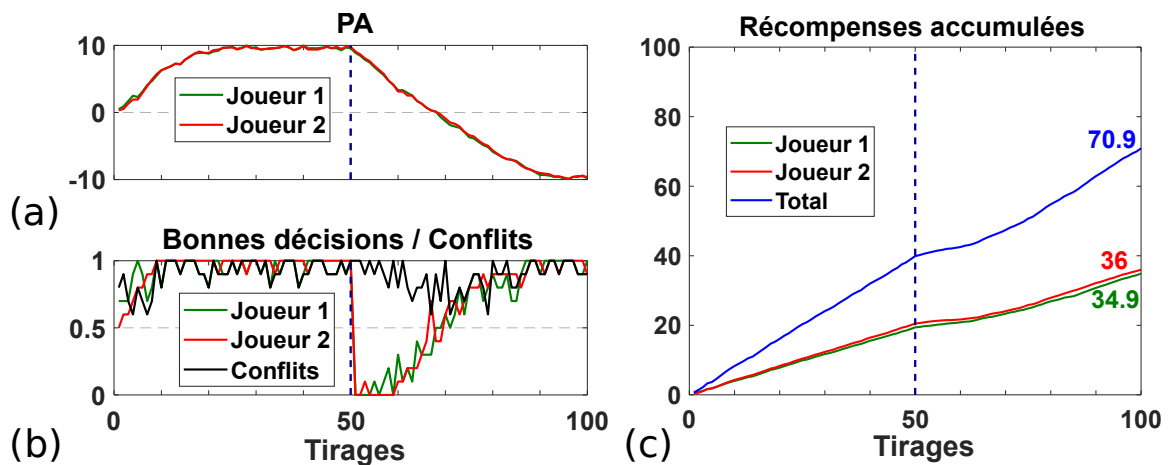 PA
10
0
-10
Joueur 1
Joueur 2
(a)
Bonnes décisions / Conflits
1
0.5
0
Joueur 1
Joueur 2
Conflits
0
50
100
Tirages
(b)
Récompenses accumulées
100
80
60
40
20
0
Joueur 1
Joueur 2
Total
70.9
36
34.9
0
50
100
Tirages
(c)